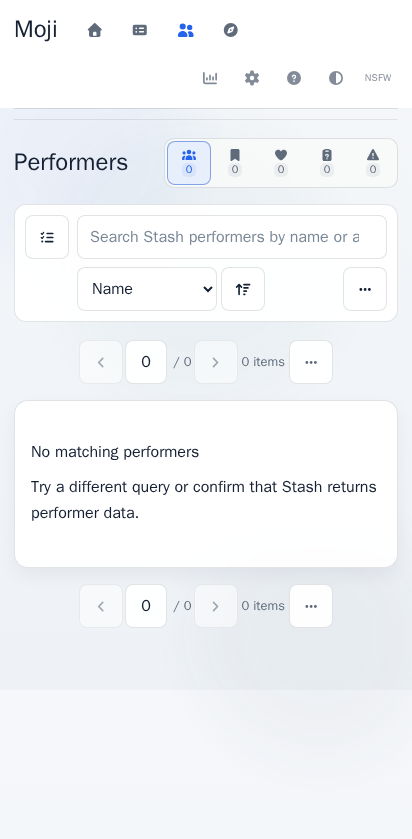 Moji
NSFW
Performers
0
0
0
0
0
Search Stash performers by name or a
Name
0 / 0 0 items
No matching performers
Try a different query or confirm that Stash returns
performer data.
0 / 0 0 items